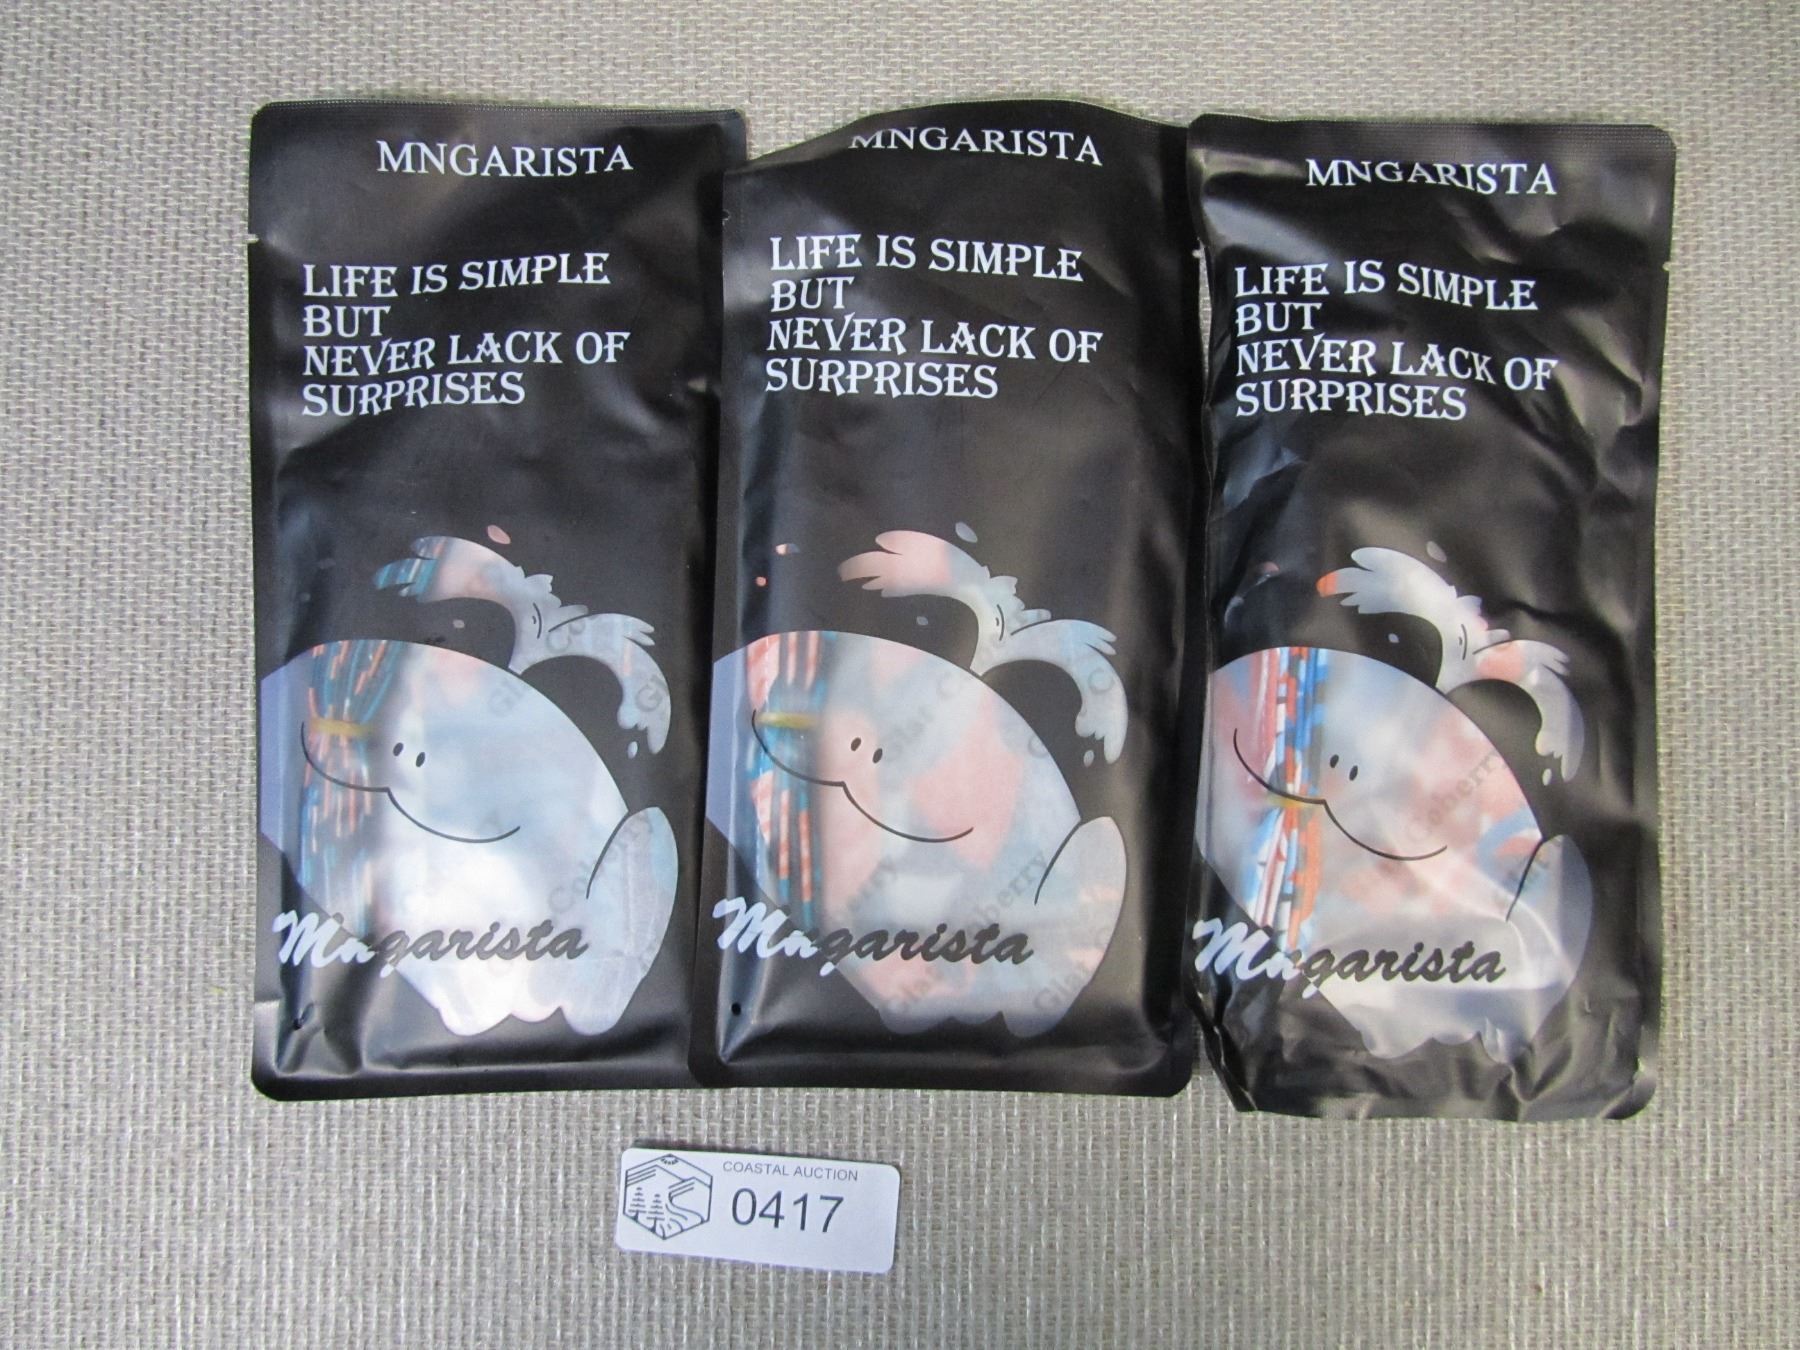 MNGARISTA
LIFE IS SIMPLE
BUT
NEVER LACK OF
SURPRISES
Mngarista
MNGARISTA
LIFE IS SIMPLE
BUT
NEVER LACK OF
SURPRISES
Mngarista
MNGARISTA
LIFE IS SIMPLE
BUT
NEVER LACK OF
SURPRISES
Mngarista
COASTAL AUCTION
0417